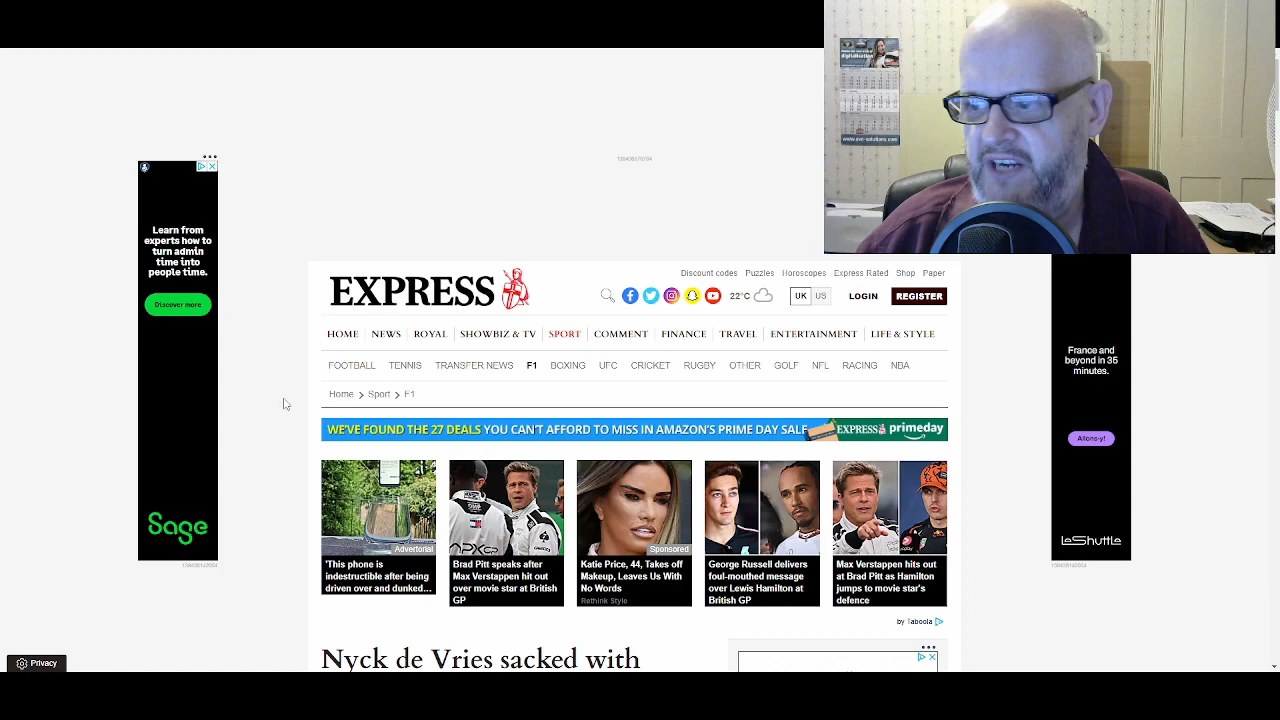 www.svc-solutions.com
138408576704
Learn from
experts how to
turn admin
time into
people time.
Discover more
Sage
138438142054
EXPRESS
Discount codes Puzzles Horoscopes Express Rated Shop Paper
22°C UK US LOGIN REGISTER
HOME NEWS ROYAL SHOWBIZ & TV SPORT COMMENT FINANCE TRAVEL ENTERTAINMENT LIFE & STYLE
FOOTBALL TENNIS TRANSFER NEWS F1 BOXING UFC CRICKET RUGBY OTHER GOLF NFL RACING NBA
Home Sport F1
WE'VE FOUND THE 27 DEALS YOU CAN'T AFFORD TO MISS IN AMAZON'S PRIME DAY SALE EXPRESS primeday
Advertorial
'This phone is
indestructible after being
driven over and dunked...
Brad Pitt speaks after
Max Verstappen hit out
over movie star at British
GP
Sponsored
Katie Price, 44, Takes off
Makeup, Leaves Us With
No Words
Rethink Style
George Russell delivers
foul-mouthed message
over Lewis Hamilton at
British GP
Max Verstappen hits out
at Brad Pitt as Hamilton
jumps to movie star's
defence
by Taboola
Nyck de Vries sacked with
France and
beyond in 35
minutes.
Allons-y!
LeShuttle
138438142054
Privacy